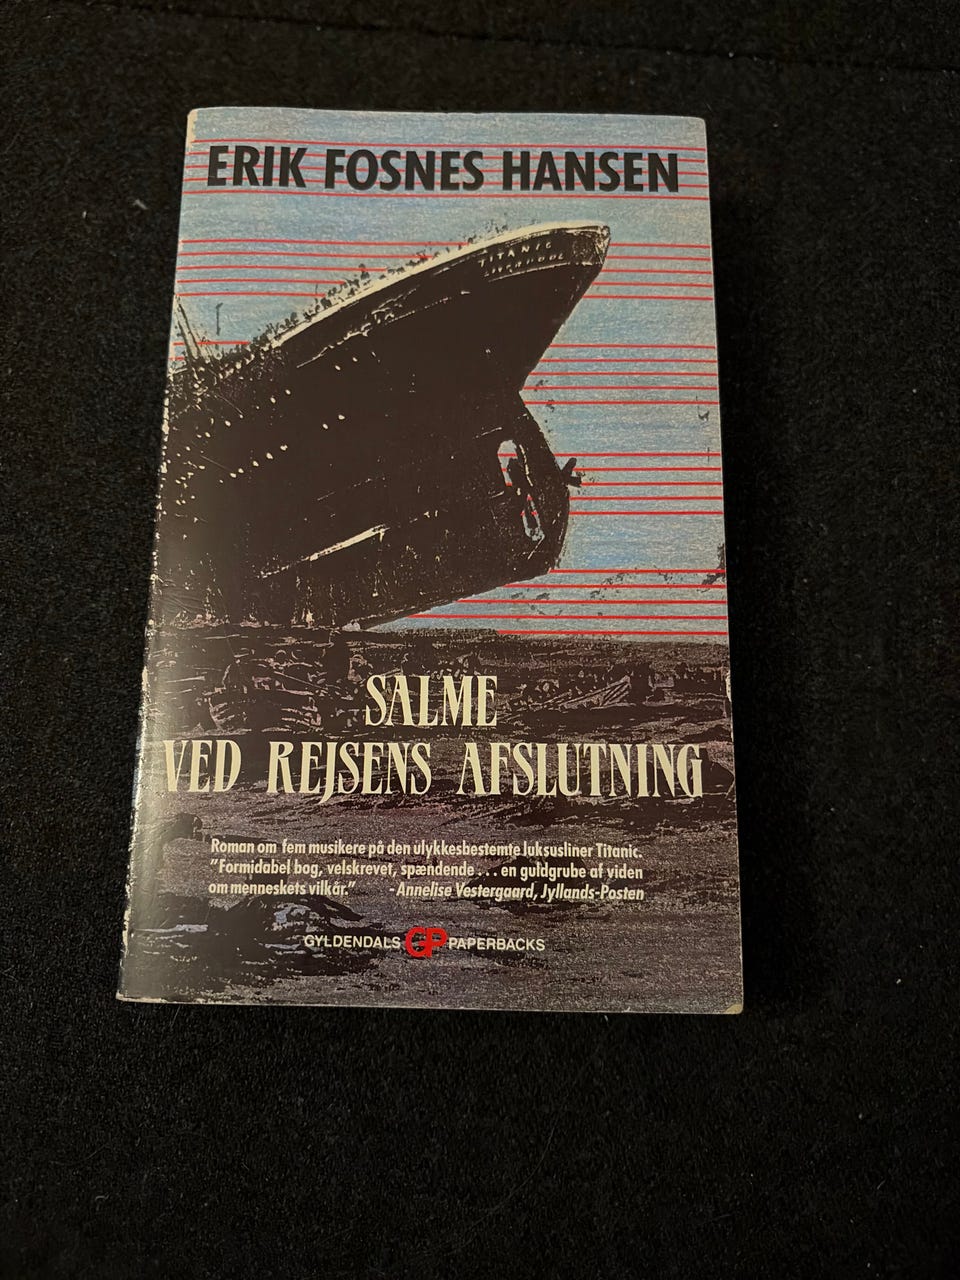 ERIK FOSNES HANSEN
TITANIC
LIVERPOOL
SALME
VED REJSENS AFSLUTNING
Roman om fem musikere på den ulykkesbestemte luksusliner Titanic.
"Formidabel bog, velskrevet, spændende... en guldgrube af viden
om menneskets vilkår." - Annelise Vestergaard, Jyllands-Posten
GYLDENDALS GP PAPERBACKS